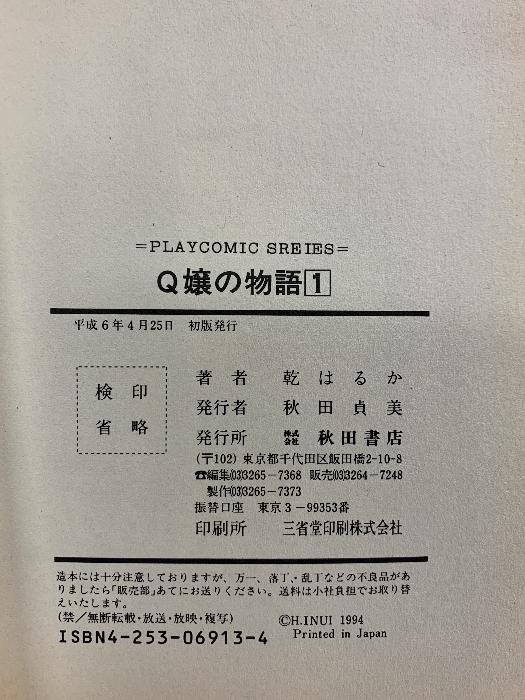 =PLAYCOMIC SREIES=
Q嬢の物語1
平成6年4月25日 初版発行
検印
省略
著者 乾はるか
発行者 秋田貞美
発行所 株式会社 秋田書店
(〒102) 東京都千代田区飯田橋2-10-8
☎編集(03)3265-7368 販売(03)3264-7248
製作(03)3265-7373
振替口座 東京3-99353番
印刷所 三省堂印刷株式会社
造本には十分注意しておりますが、万一、落丁・乱丁などの不良品があ
りましたら「販売部」あてにお送りください。送料は小社負担でお取り替
えいたします。
(禁/無断転載・放送・放映・複写)
ISBN4-253-06913-4
©H.INUI 1994
Printed in Japan